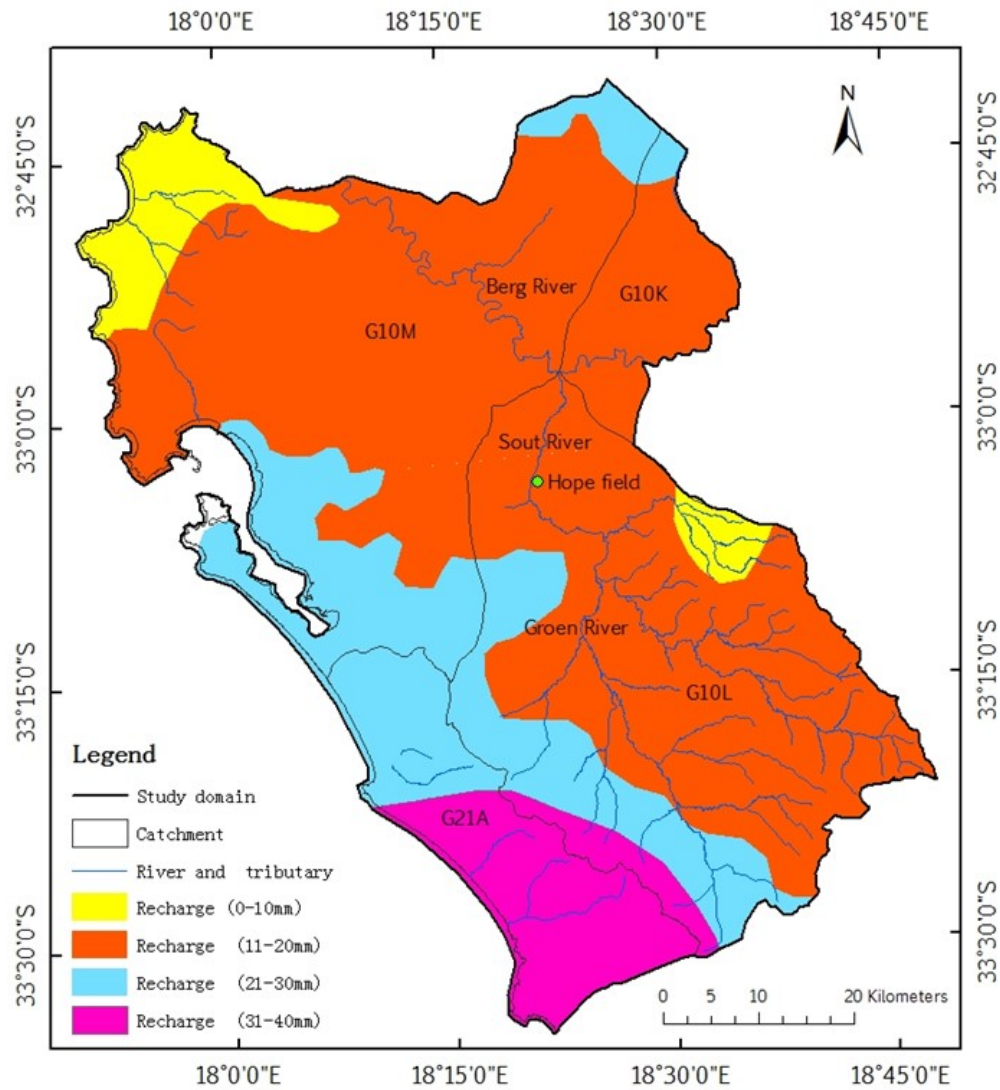 18°0'0"E 18°15'0"E 18°30'0"E 18°45'0"E
N
32°45'0"S
32°45'0"S
Berg River
G10K
G10M
33°0'0"S
33°0'0"S
Sout River
Hope field
Groen River
33°15'0"S
33°15'0"S
G10L
Legend
Study domain
G21A
Catchment
River and tributary
Recharge (0-10mm)
Recharge (11-20mm)
Recharge (21-30mm)
Recharge (31-40mm)
33°30'0"S
33°30'0"S
0 5 10 20 Kilometers
18°0'0"E 18°15'0"E 18°30'0"E 18°45'0"E